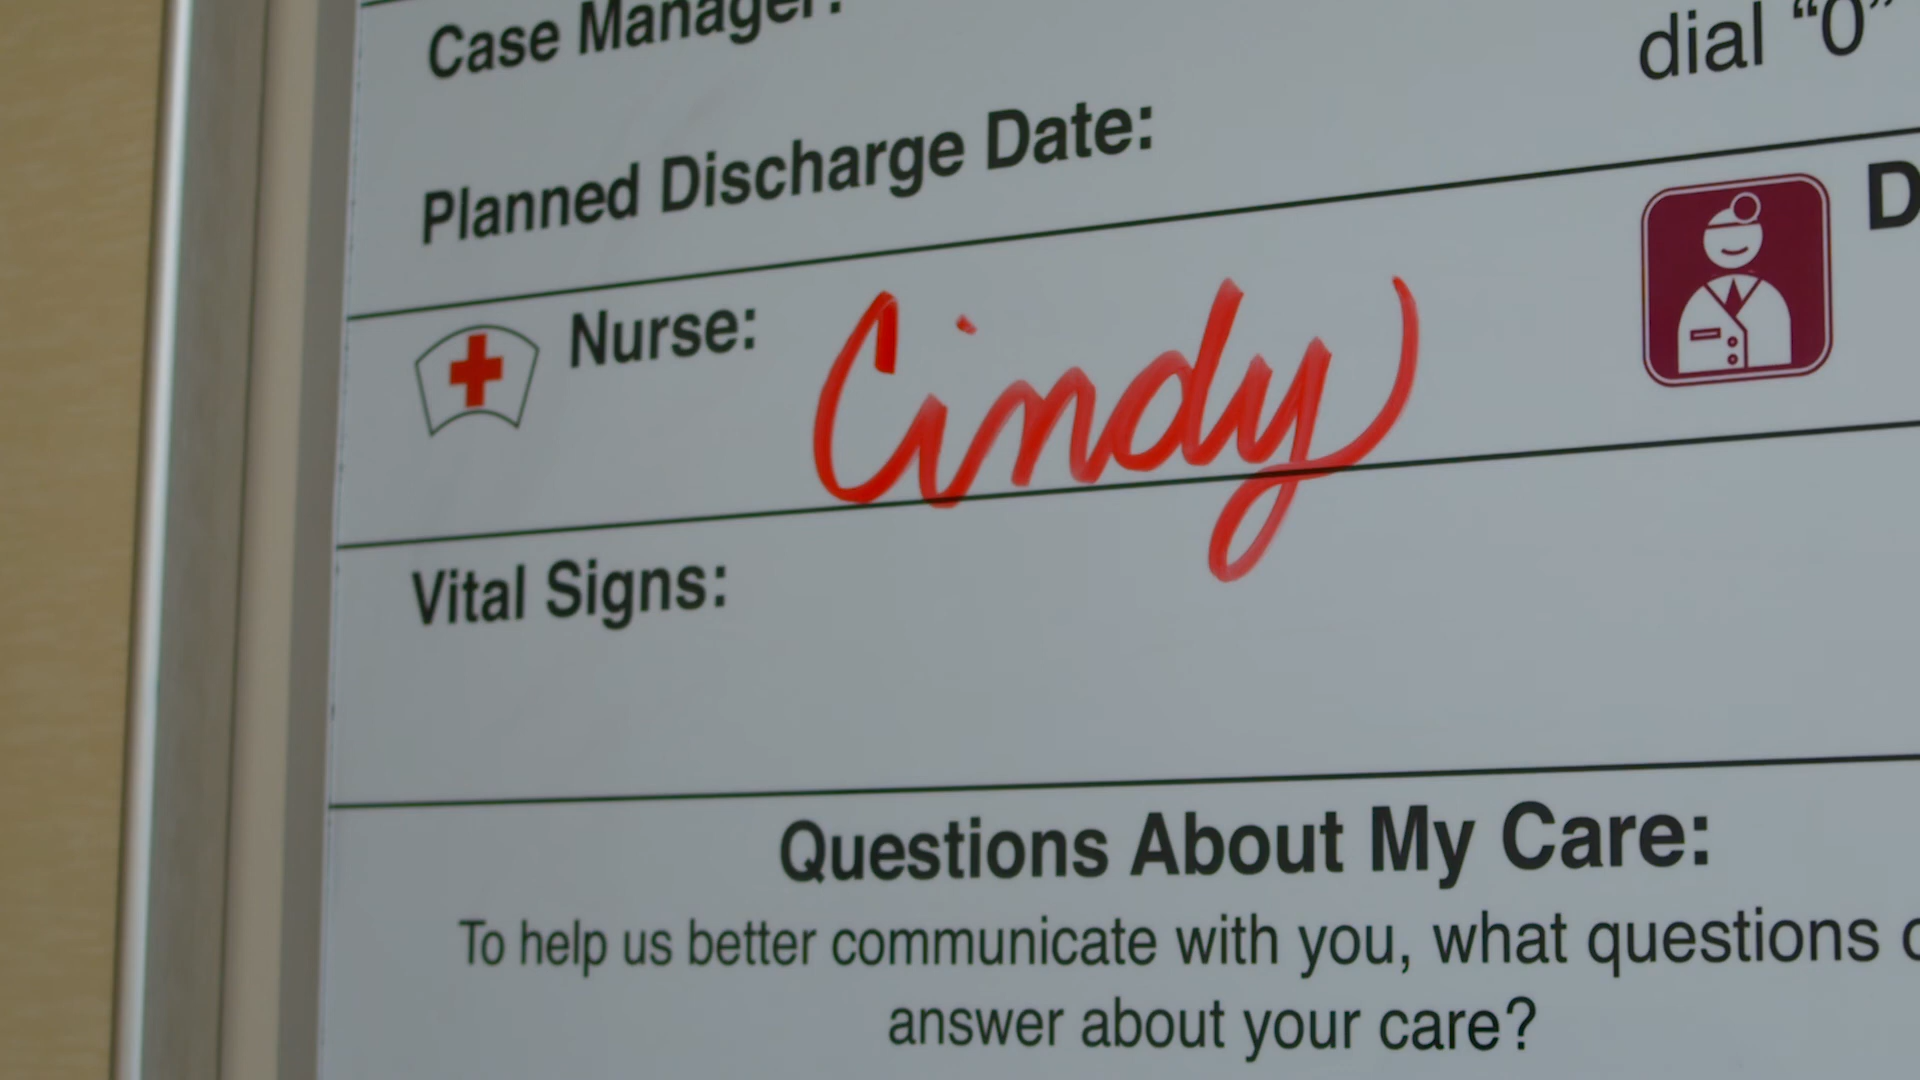 Case Manager:
dial “0”
Planned Discharge Date:
Nurse: Cindy
Vital Signs:
Questions About My Care:
To help us better communicate with you, what questions
answer about your care?